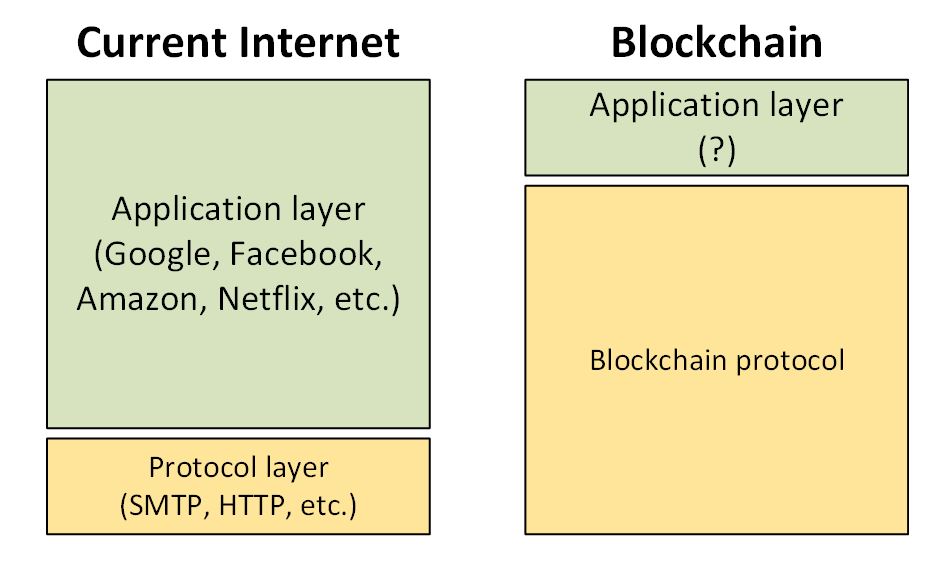 Current Internet
Application layer
(Google, Facebook,
Amazon, Netflix, etc.)
Protocol layer
(SMTP, HTTP, etc.)
Blockchain
Application layer
(?)
Blockchain protocol